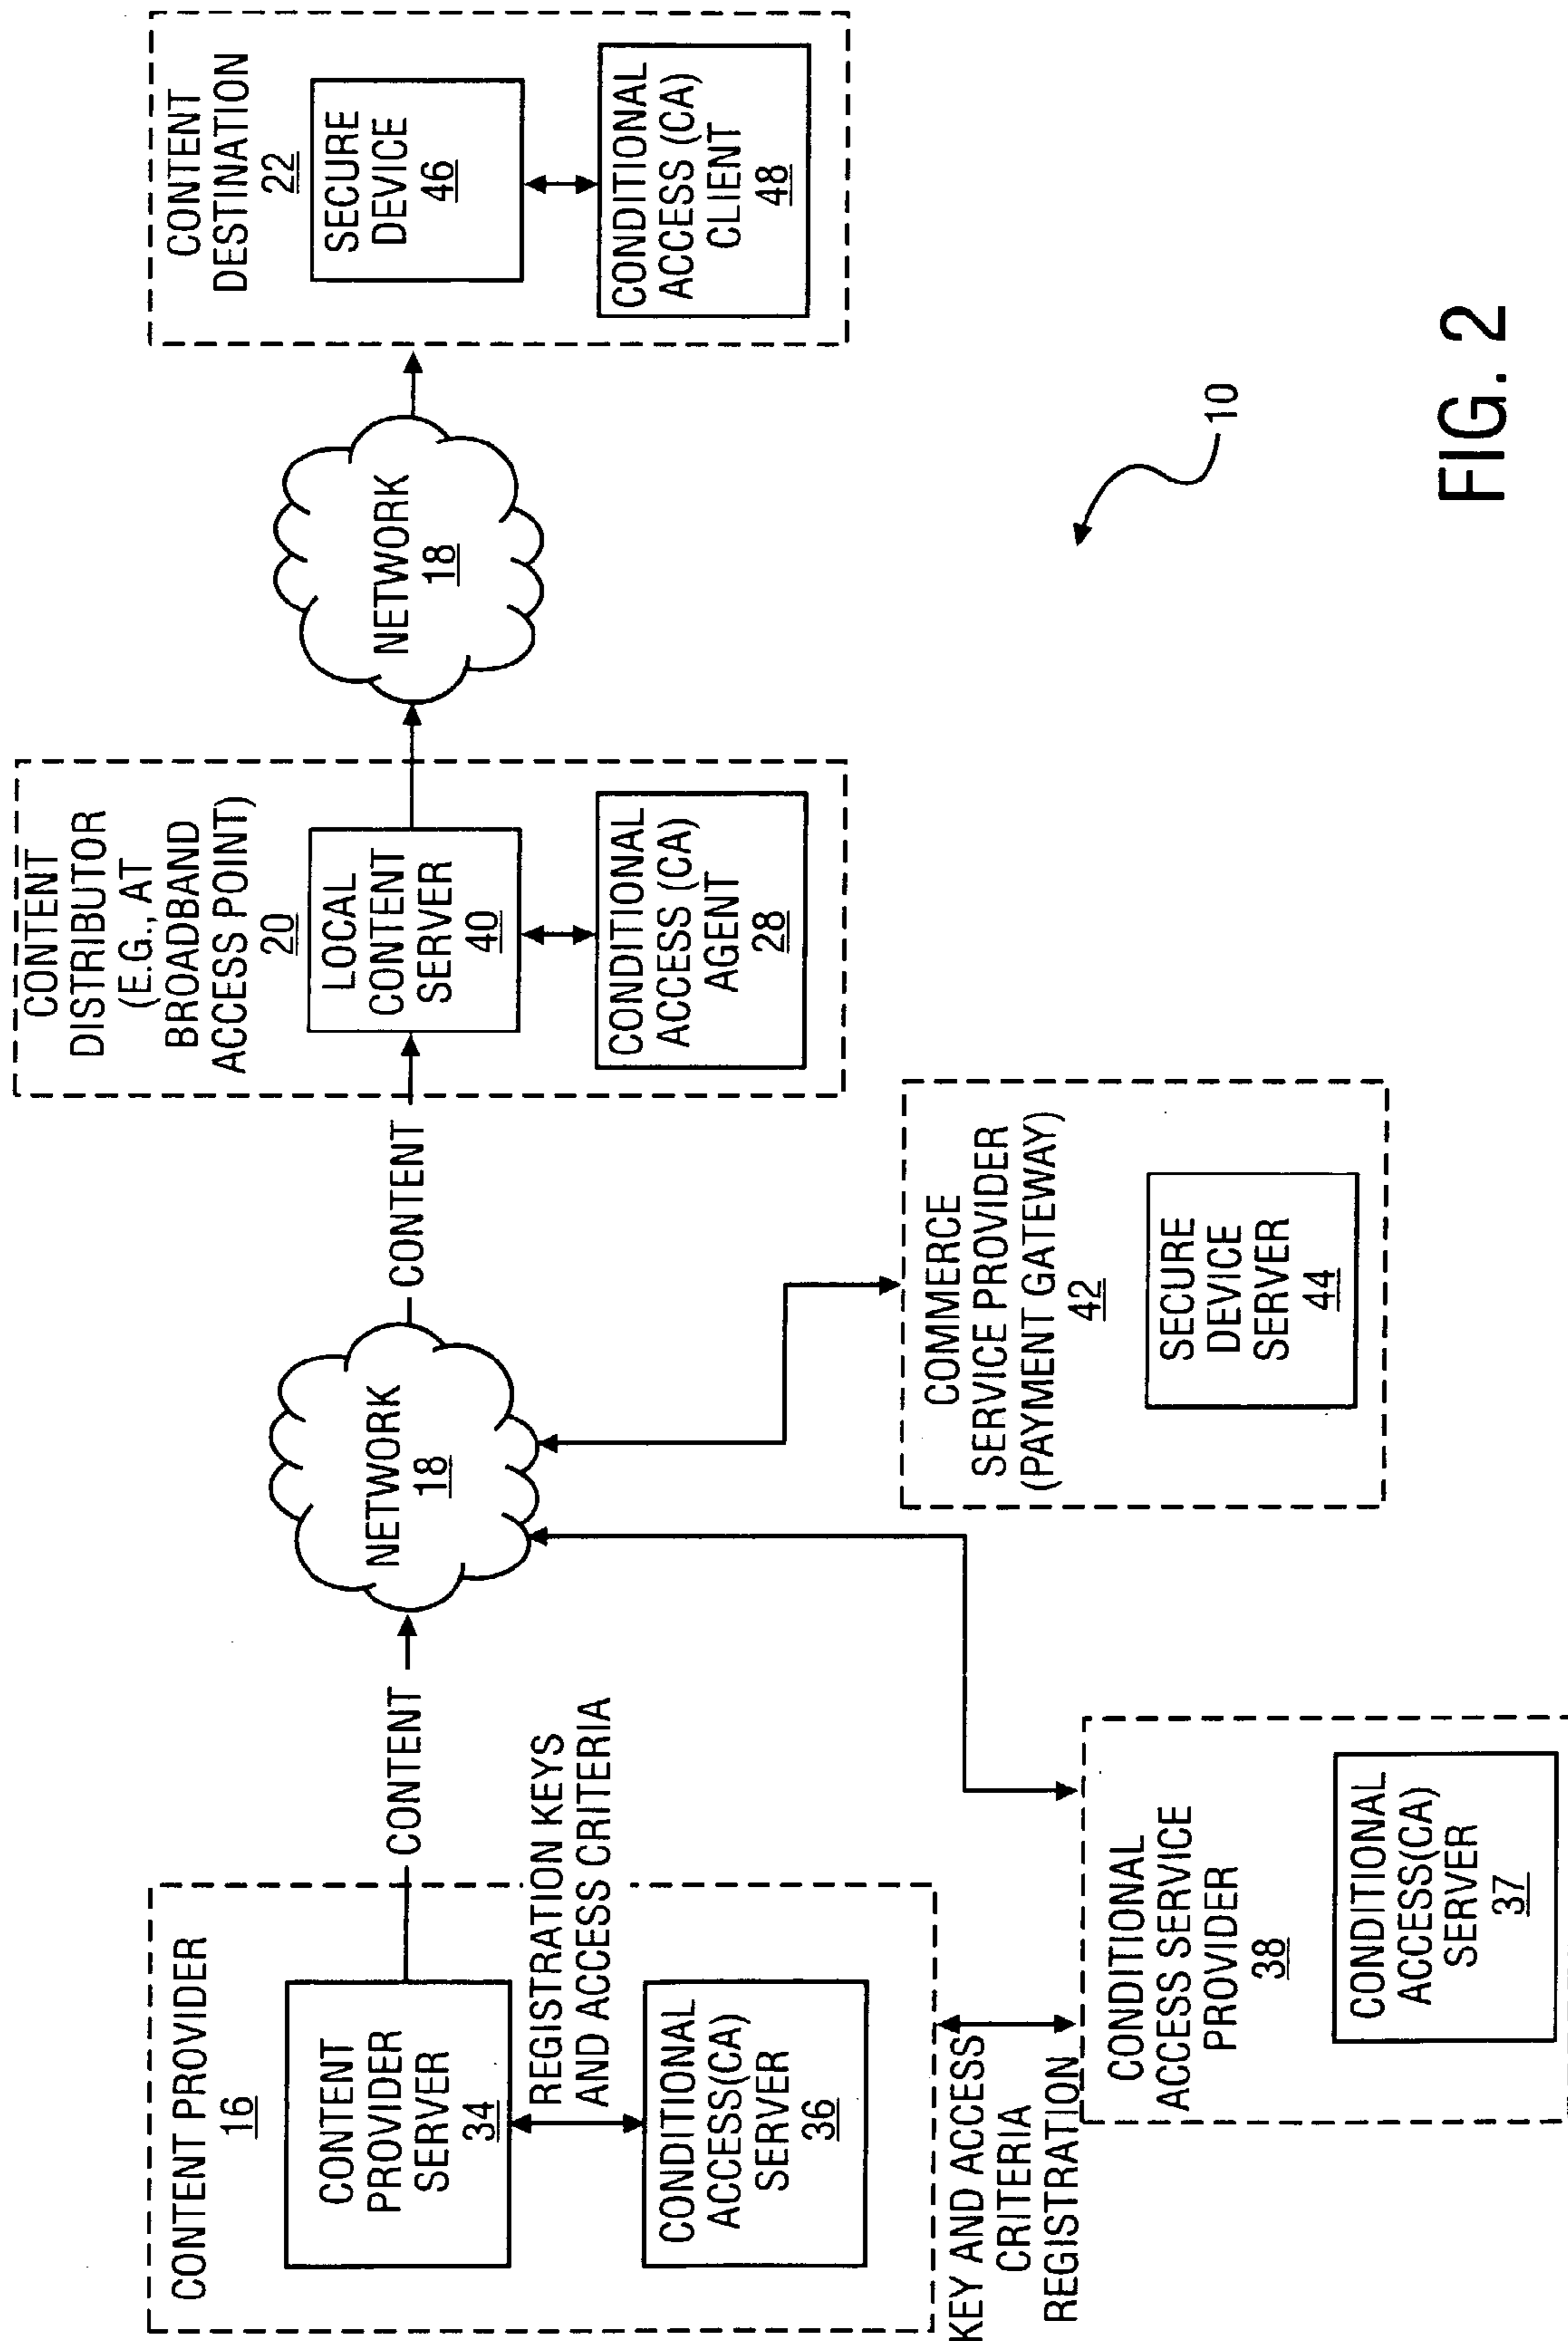 CONTENT PROVIDER
16
CONTENT
PROVIDER
SERVER
34
REGISTRATION KEYS
AND ACCESS CRITERIA
CONDITIONAL
ACCESS(CA)
SERVER
36
KEY AND ACCESS
CRITERIA
REGISTRATION
CONDITIONAL
ACCESS SERVICE
PROVIDER
38
CONDITIONAL
ACCESS(CA)
SERVER
37
CONTENT
NETWORK
18
COMMERCE
SERVICE PROVIDER
(PAYMENT GATEWAY)
42
SECURE
DEVICE
SERVER
44
CONTENT
CONTENT
DISTRIBUTOR
(E.G., AT
BROADBAND
ACCESS POINT)
20
LOCAL
CONTENT
SERVER
40
CONDITIONAL
ACCESS (CA)
AGENT
28
NETWORK
18
CONTENT
DESTINATION
22
SECURE
DEVICE
46
CONDITIONAL
ACCESS (CA)
CLIENT
48
10
FIG. 2